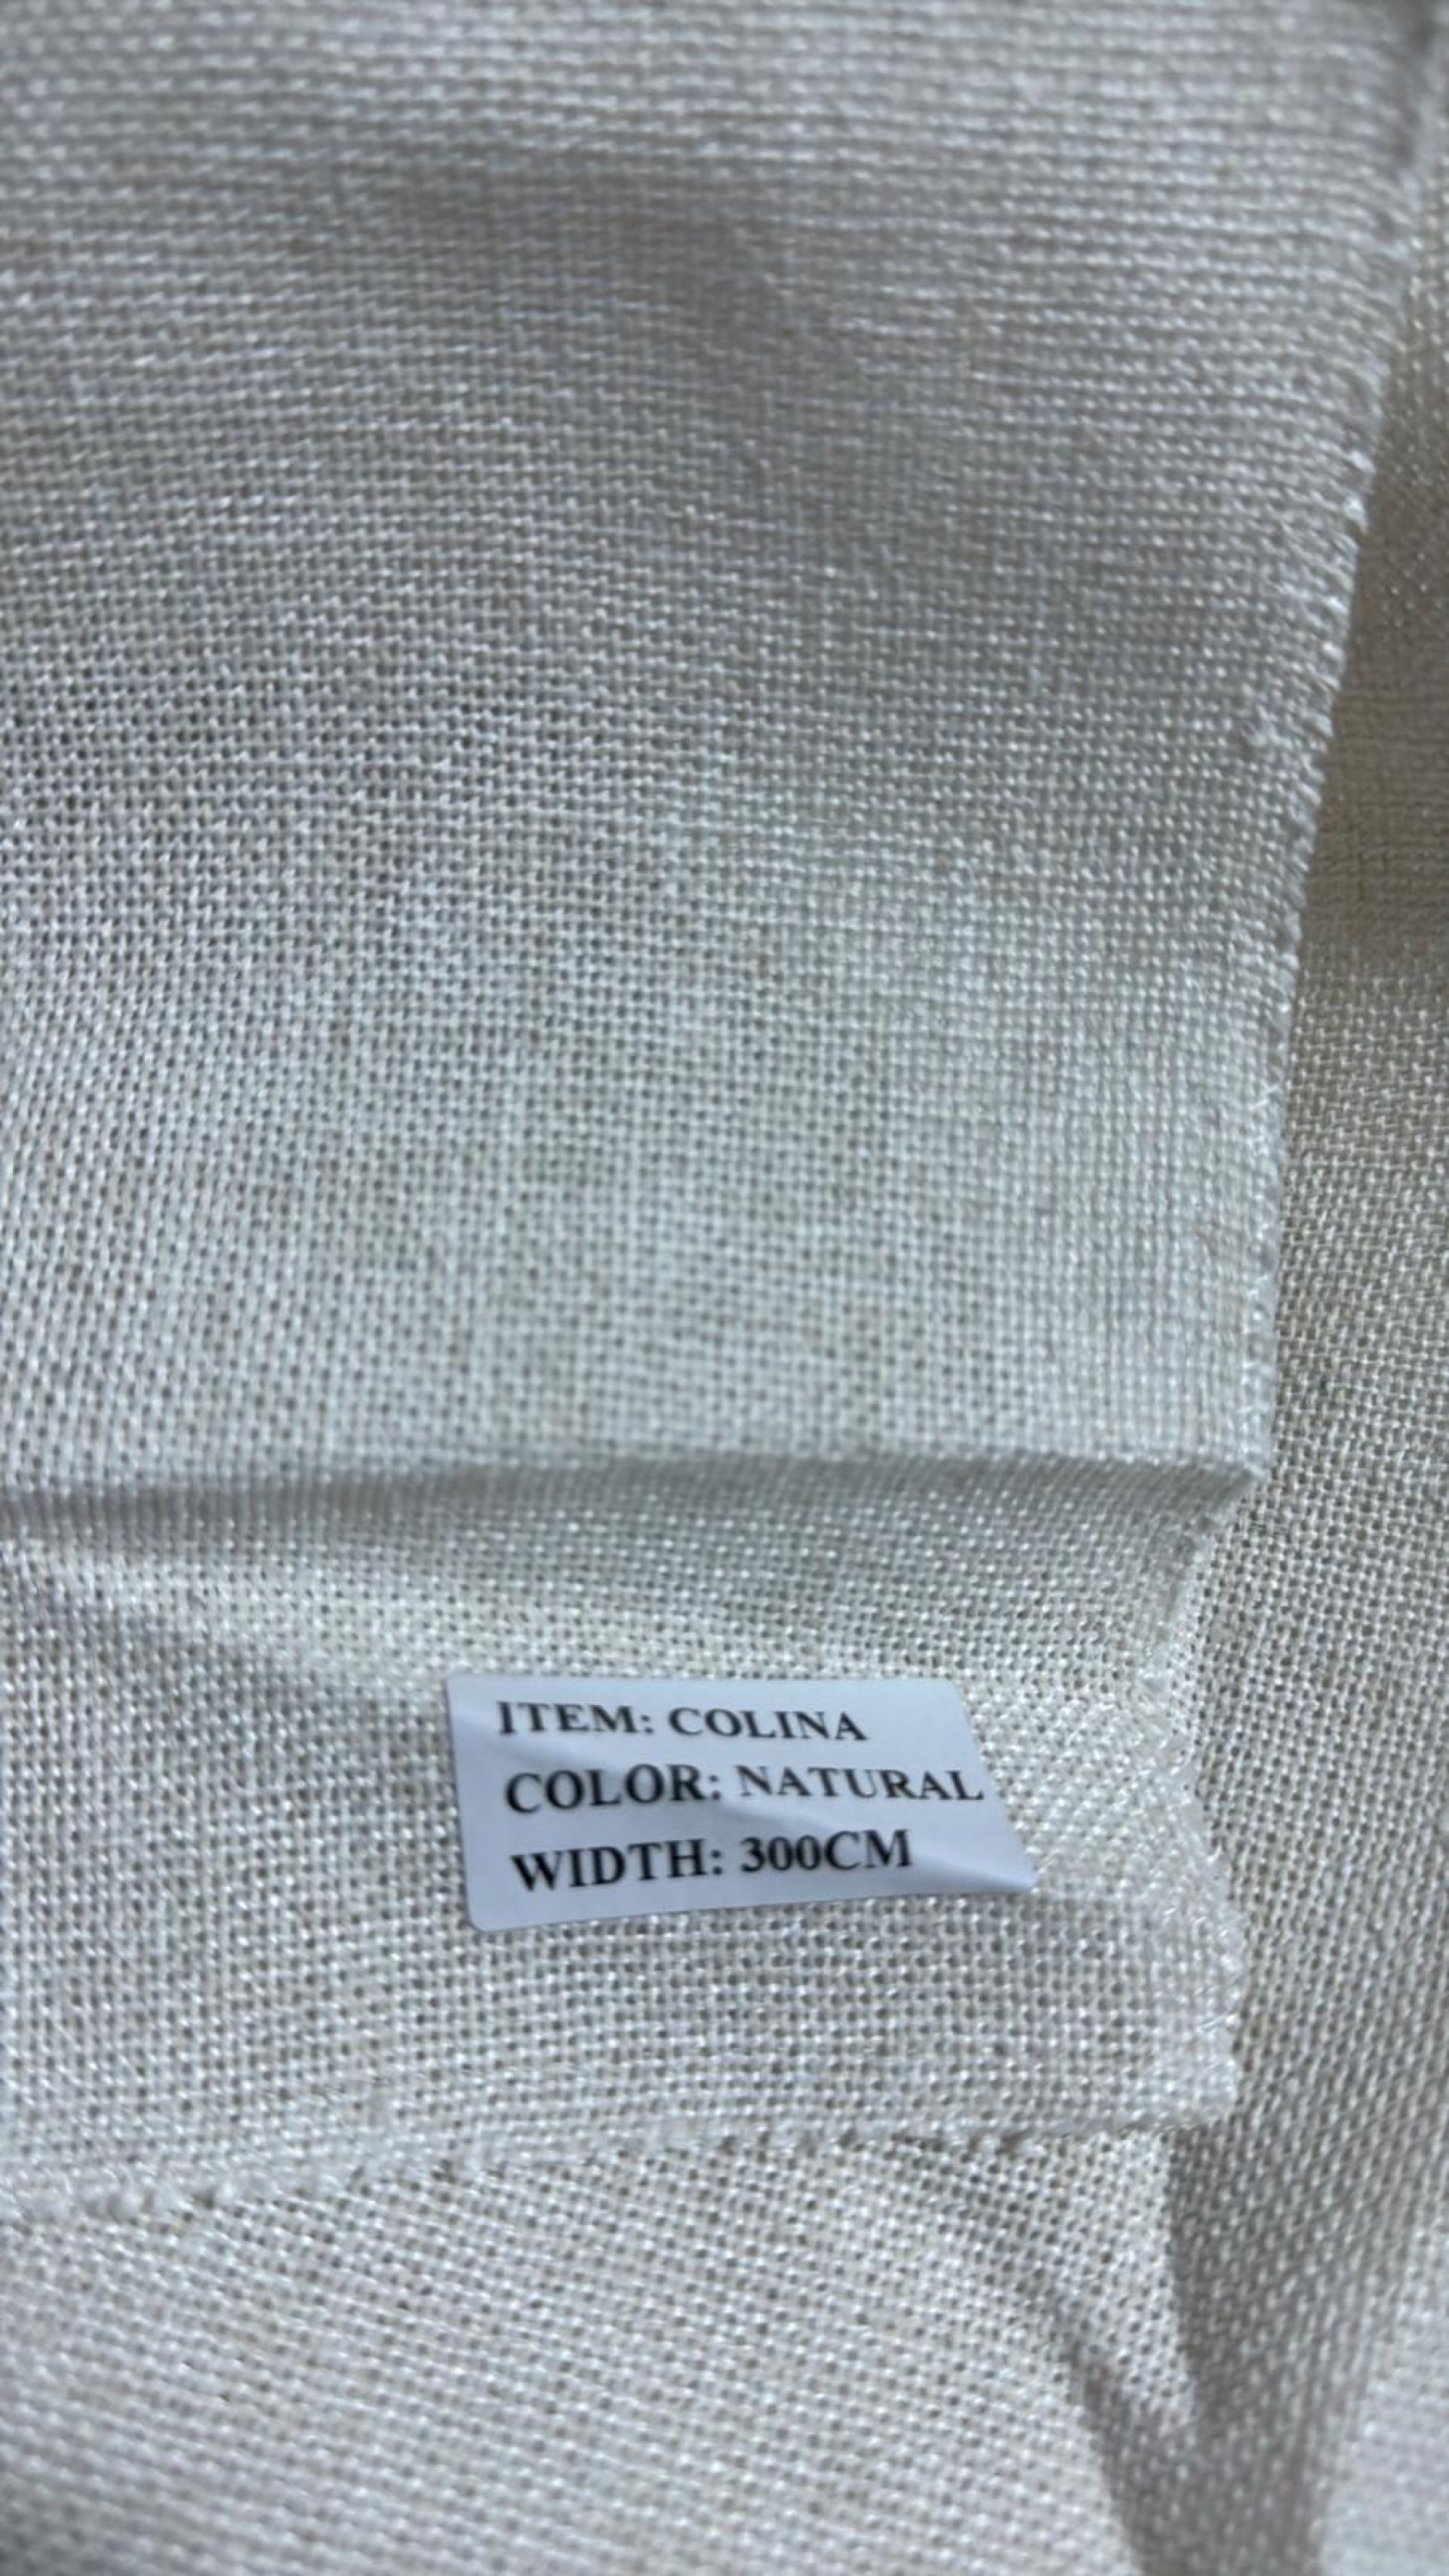 ITEM: COLINA
COLOR: NATURAL
WIDTH: 300CM